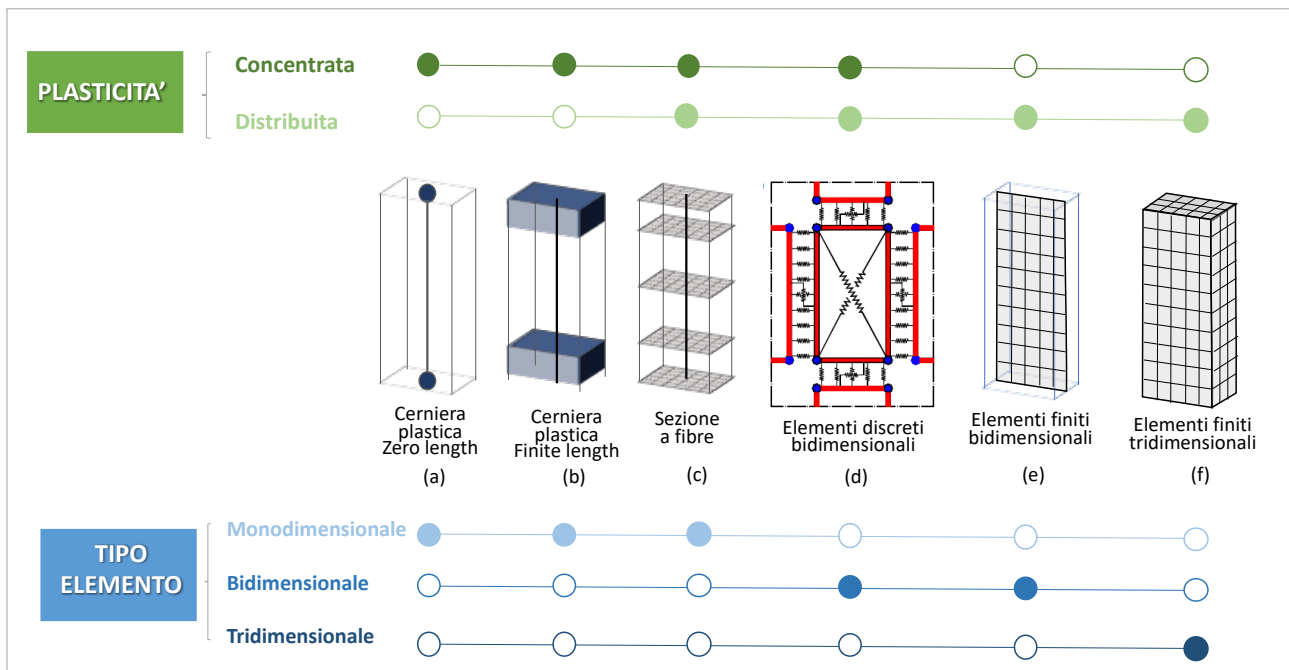 PLASTICITA’
Concentrata
Distribuita
Cerniera
plastica
Zero length
(a)
Cerniera
plastica
Finite length
(b)
Sezione
a fibre
(c)
Elementi discreti
bidimensionali
(d)
Elementi finiti
bidimensionali
(e)
Elementi finiti
tridimensionali
(f)
TIPO
ELEMENTO
Monodimensionale
Bidimensionale
Tridimensionale